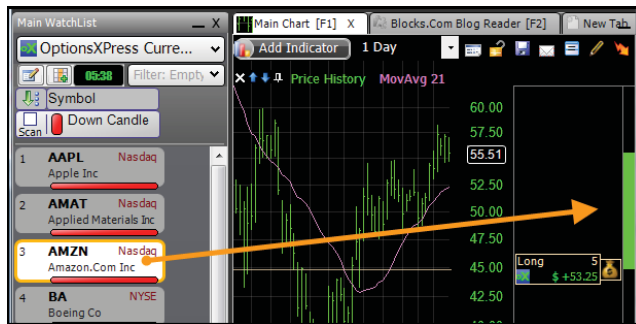 Main WatchList
OptionsXPress Curre...
05:38 Filter: Empty
Symbol
Scan Down Candle
1 AAPL Nasdaq
Apple Inc
2 AMAT Nasdaq
Applied Materials Inc
3 AMZN Nasdaq
Amazon.Com Inc
4 BA NYSE
Boeing Co
Main Chart [F1] X Blocks.Com Blog Reader [F2] New Tab
Add Indicator 1 Day
Price History MovAvg 21
60.00
57.50
55.51
52.50
50.00
47.50
45.00
42.50
Long 5
$ +53.25